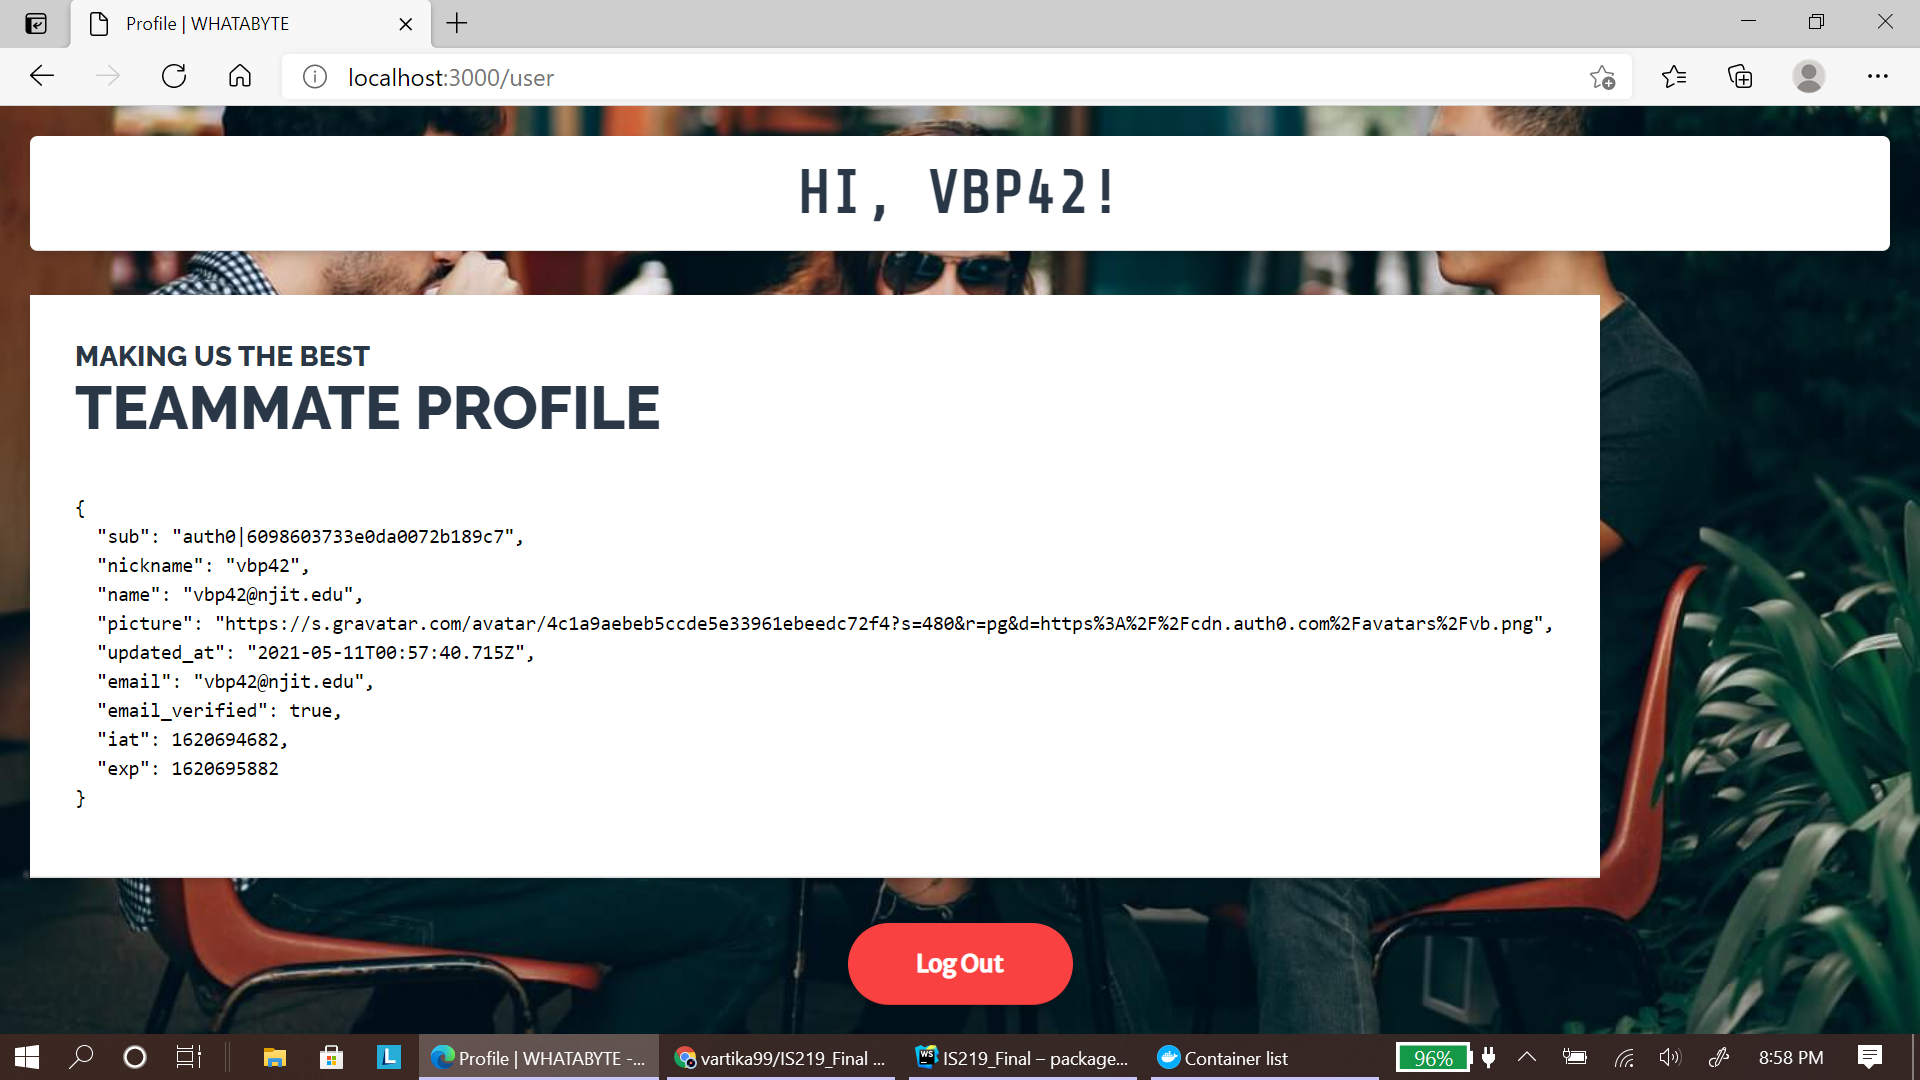 Profile | WHATABYTE
localhost:3000/user
HI, VBP42!
MAKING US THE BEST
TEAMMATE PROFILE
{
"sub": "auth0|6098603733e0da0072b189c7",
"nickname": "vbp42",
"name": "vbp42@njit.edu",
"picture": "https://s.gravatar.com/avatar/4c1a9aebeb5ccde5e33961ebeedc72f4?s=480&r=pg&d=https%3A%2F%2Fcdn.auth0.com%2Favatars%2Fvb.png",
"updated_at": "2021-05-11T00:57:40.715Z",
"email": "vbp42@njit.edu",
"email_verified": true,
"iat": 1620694682,
"exp": 1620695882
}
Log Out
L Profile | WHATABYTE -... vartika99/IS219_Final ... WS IS219_Final – package... Container list 96% 8:58 PM